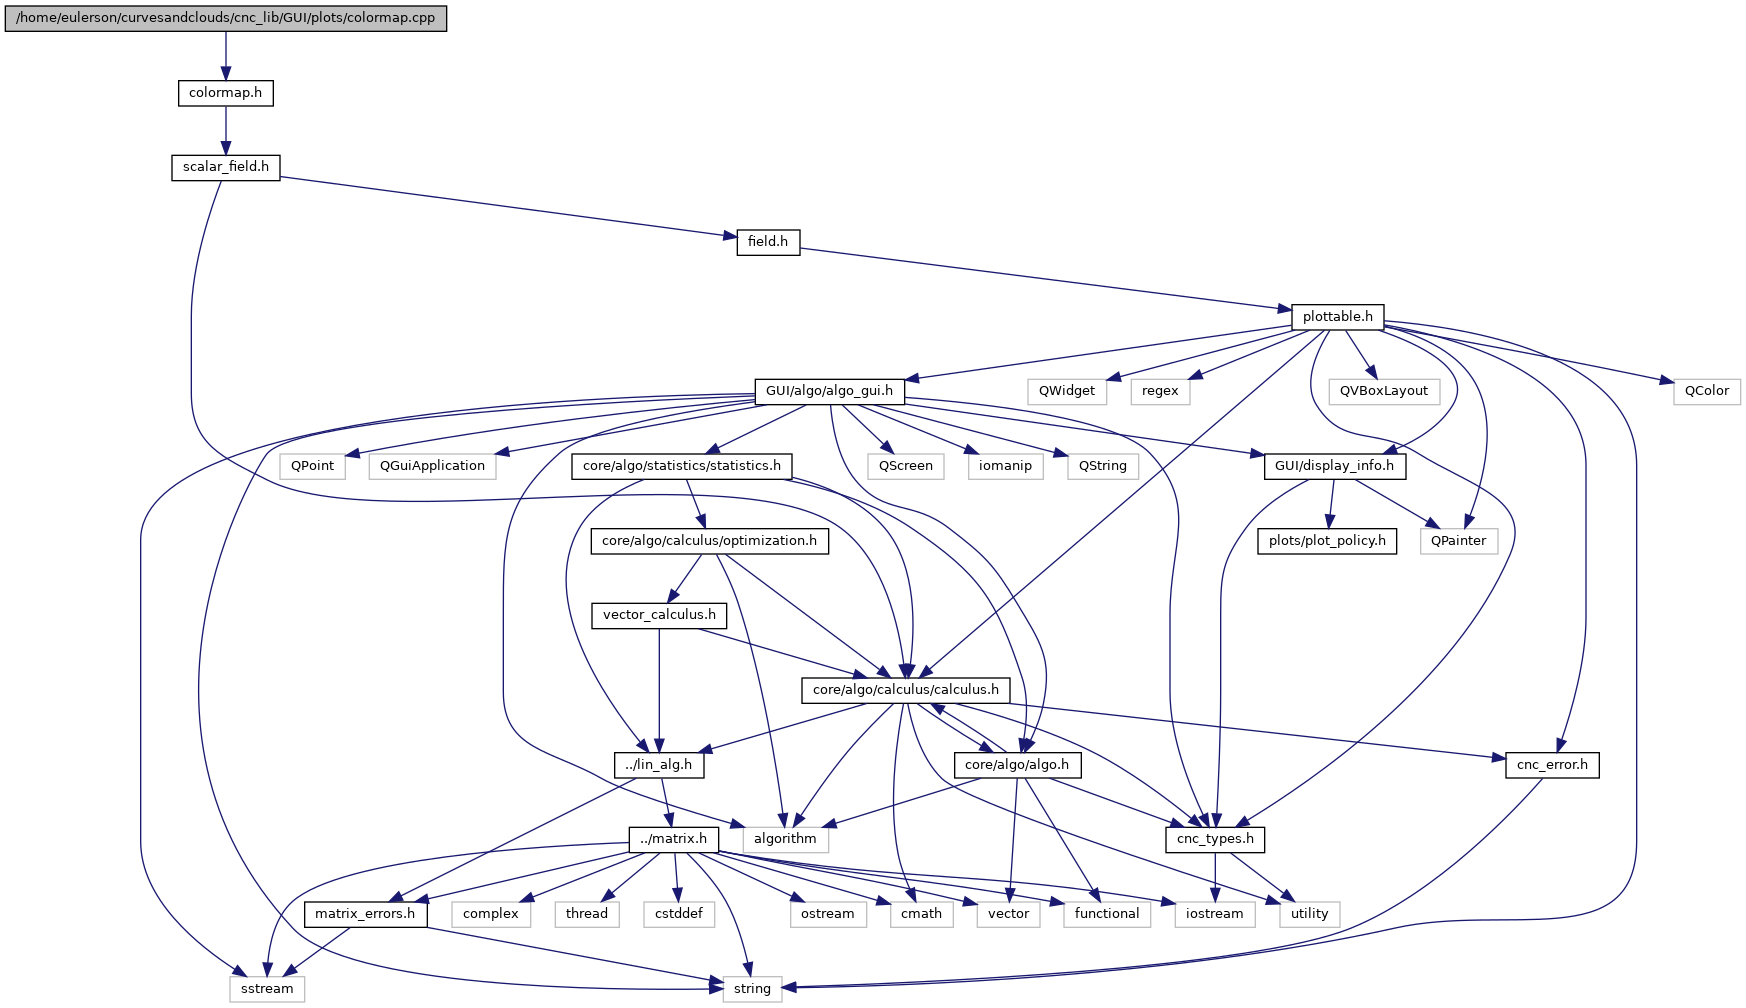 /home/eulerson/curvesandclouds/cnc_lib/GUI/plots/colormap.cpp
colormap.h
scalar_field.h
field.h
plottable.h
GUI/algo/algo_gui.h
QWidget
regex
QVBoxLayout
QColor
QPoint
QGuiApplication
core/algo/statistics/statistics.h
QScreen
iomanip
QString
GUI/display_info.h
core/algo/calculus/optimization.h
plots/plot_policy.h
QPainter
vector_calculus.h
core/algo/calculus/calculus.h
../lin_alg.h
core/algo/algo.h
cnc_error.h
../matrix.h
algorithm
cnc_types.h
matrix_errors.h
complex
thread
cstddef
ostream
cmath
vector
functional
iostream
utility
sstream
string